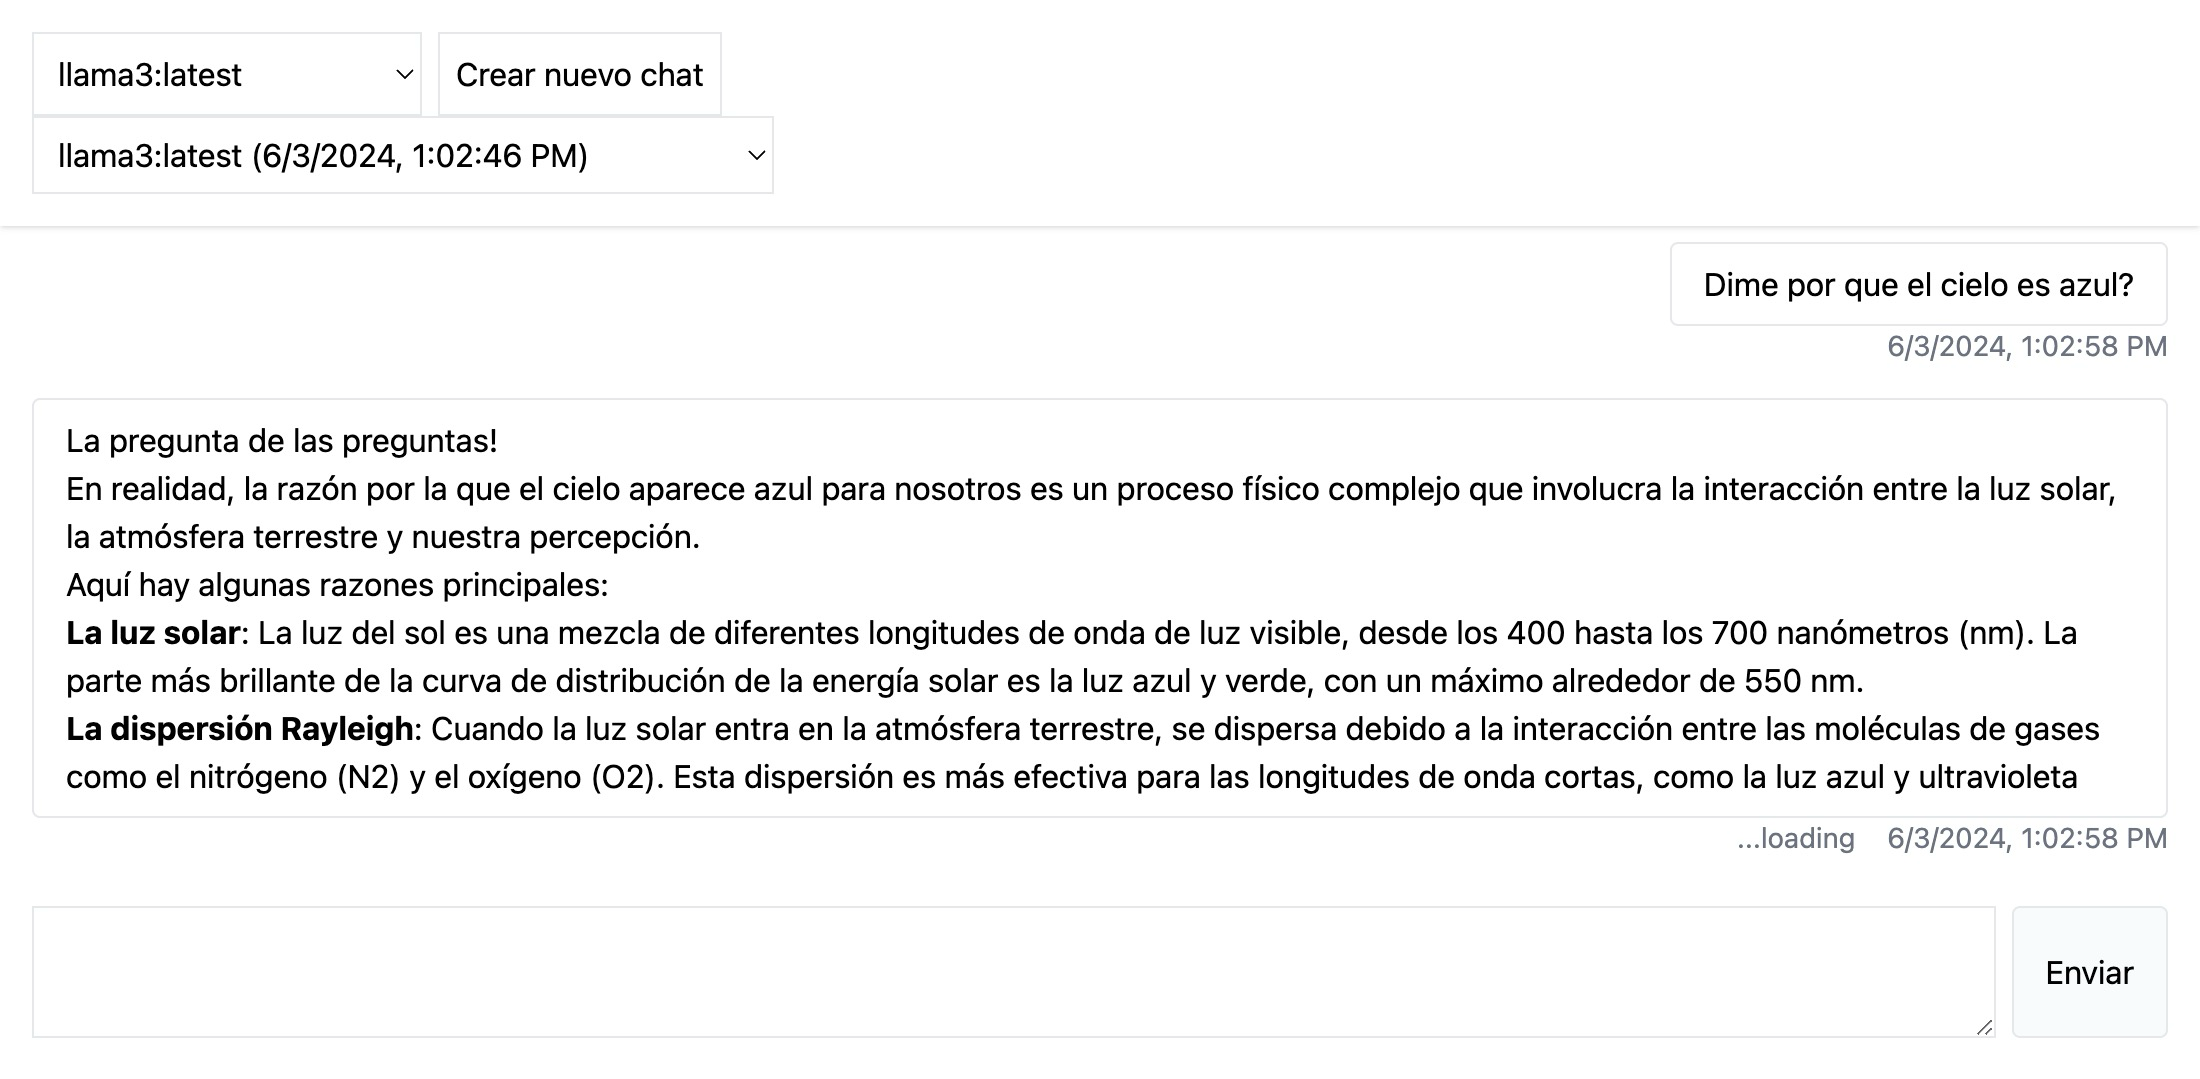 llama3:latest
Crear nuevo chat
llama3:latest (6/3/2024, 1:02:46 PM)
Dime por que el cielo es azul?
6/3/2024, 1:02:58 PM
La pregunta de las preguntas!
En realidad, la razón por la que el cielo aparece azul para nosotros es un proceso físico complejo que involucra la interacción entre la luz solar,
la atmósfera terrestre y nuestra percepción.
Aquí hay algunas razones principales:
La luz solar: La luz del sol es una mezcla de diferentes longitudes de onda de luz visible, desde los 400 hasta los 700 nanómetros (nm). La
parte más brillante de la curva de distribución de la energía solar es la luz azul y verde, con un máximo alrededor de 550 nm.
La dispersión Rayleigh: Cuando la luz solar entra en la atmósfera terrestre, se dispersa debido a la interacción entre las moléculas de gases
como el nitrógeno (N2) y el oxígeno (O2). Esta dispersión es más efectiva para las longitudes de onda cortas, como la luz azul y ultravioleta
...loading 6/3/2024, 1:02:58 PM
Enviar